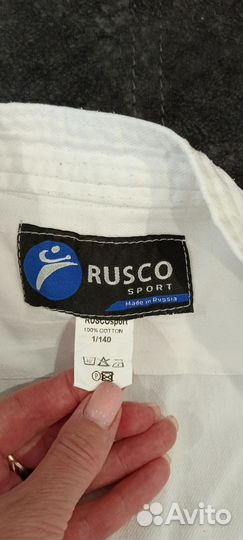 RUSCO
SPORT
Made in Russia
RUSCOsport
100% COTTON
1/140
P
Avito